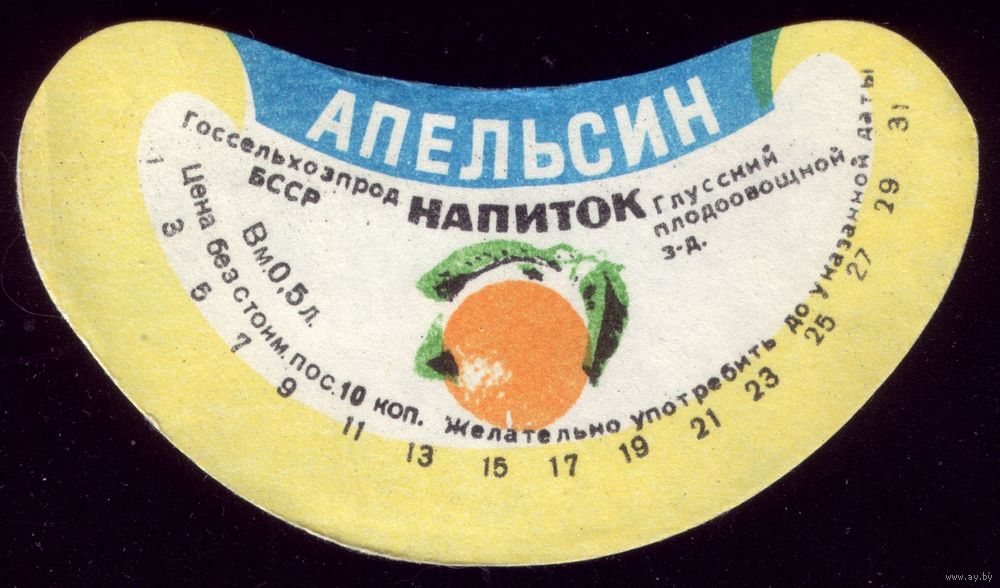 АПЕЛЬСИН
Госсельхозпрод
БССР
НАПИТОК
Глусский
плодоовощной
з-д.
Вм.0,5л.
Цена без стоим. пос. 10 коп.
Желательно употребить до указанной даты
1 3 5 7 9 11 13 15 17 19 21 23 25 27 29 31
www.ay.by